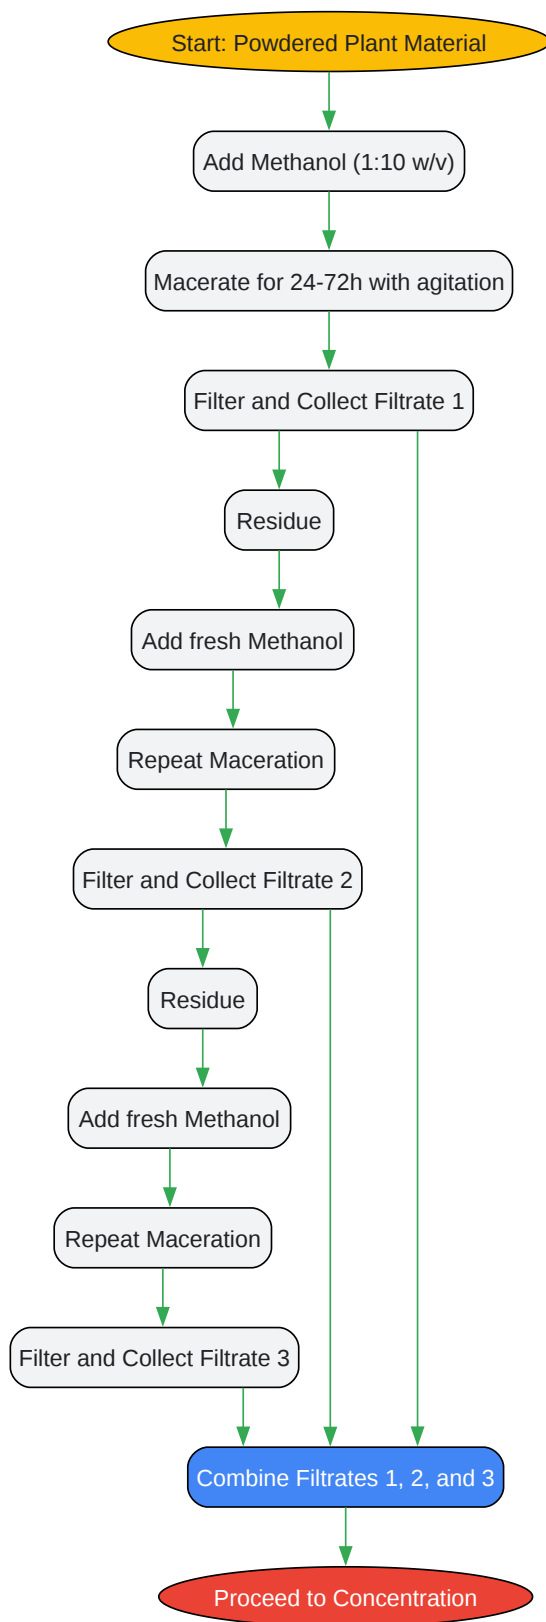 Start: Powdered Plant Material
Add Methanol (1:10 w/v)
Macerate for 24-72h with agitation
Filter and Collect Filtrate 1
Residue
Add fresh Methanol
Repeat Maceration
Filter and Collect Filtrate 2
Residue
Add fresh Methanol
Repeat Maceration
Filter and Collect Filtrate 3
Combine Filtrates 1, 2, and 3
Proceed to Concentration